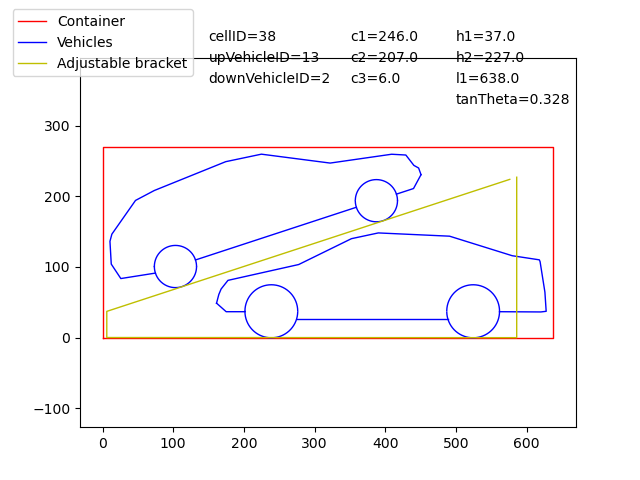 Container
Vehicles
Adjustable bracket
cellID=38 c1=246.0 h1=37.0
upVehicleID=13 c2=207.0 h2=227.0
downVehicleID=2 c3=6.0 l1=638.0
tanTheta=0.328
300
200
100
0
−100
0 100 200 300 400 500 600